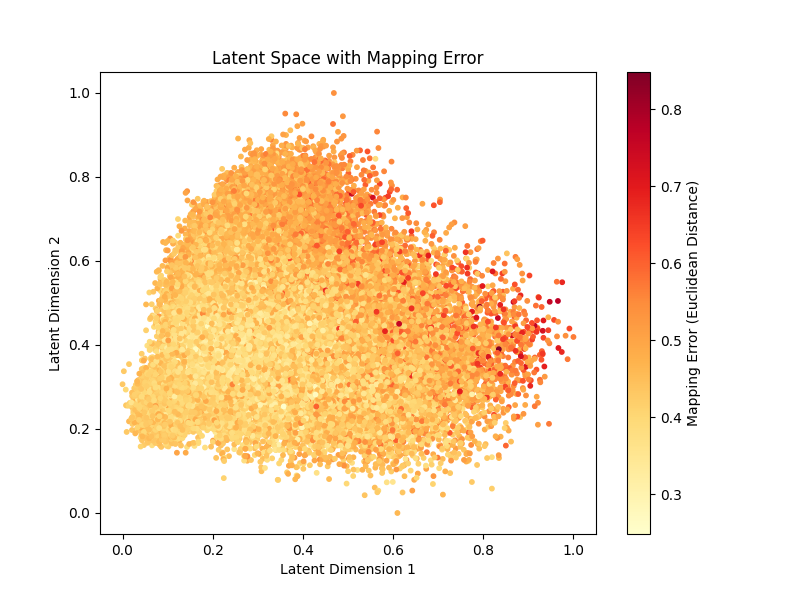 Latent Space with Mapping Error
1.0
0.8
0.6
0.4
0.2
0.0
Latent Dimension 2
0.0 0.2 0.4 0.6 0.8 1.0
Latent Dimension 1
0.8
0.7
0.6
0.5
0.4
0.3
Mapping Error (Euclidean Distance)